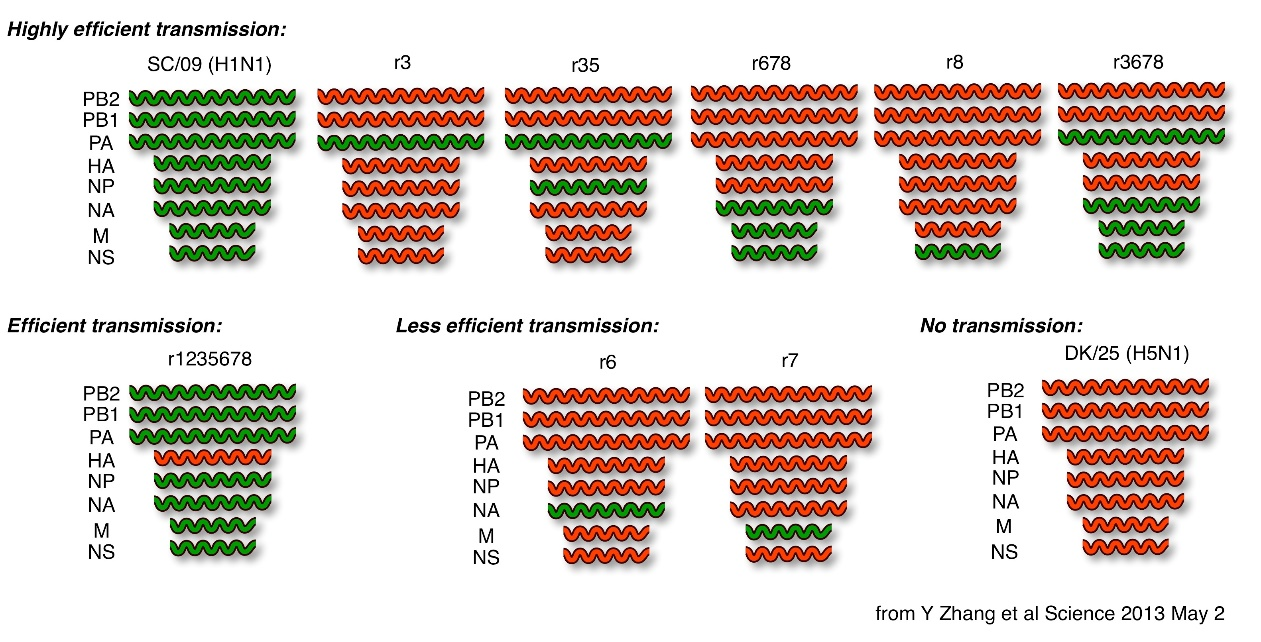 Highly efficient transmission:
SC/09 (H1N1) r3 r35 r678 r8 r3678
PB2
PB1
PA
HA
NP
NA
M
NS
Efficient transmission: Less efficient transmission: No transmission:
r1235678 r6 r7 DK/25 (H5N1)
PB2 PB2 PB2
PB1 PB1 PB1
PA PA PA
HA HA HA
NP NP NP
NA NA NA
M M M
NS NS NS
from Y Zhang et al Science 2013 May 2